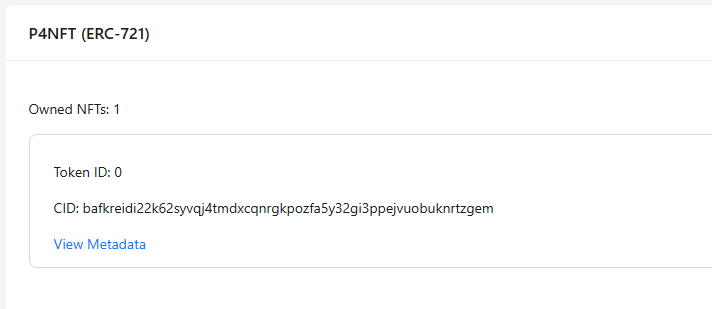 P4NFT (ERC-721)
Owned NFTs: 1
Token ID: 0
CID: bafkreidi22k62syvqj4tmdxcqnrgkpozfa5y32gi3ppejvuobuknrtzgem
View Metadata